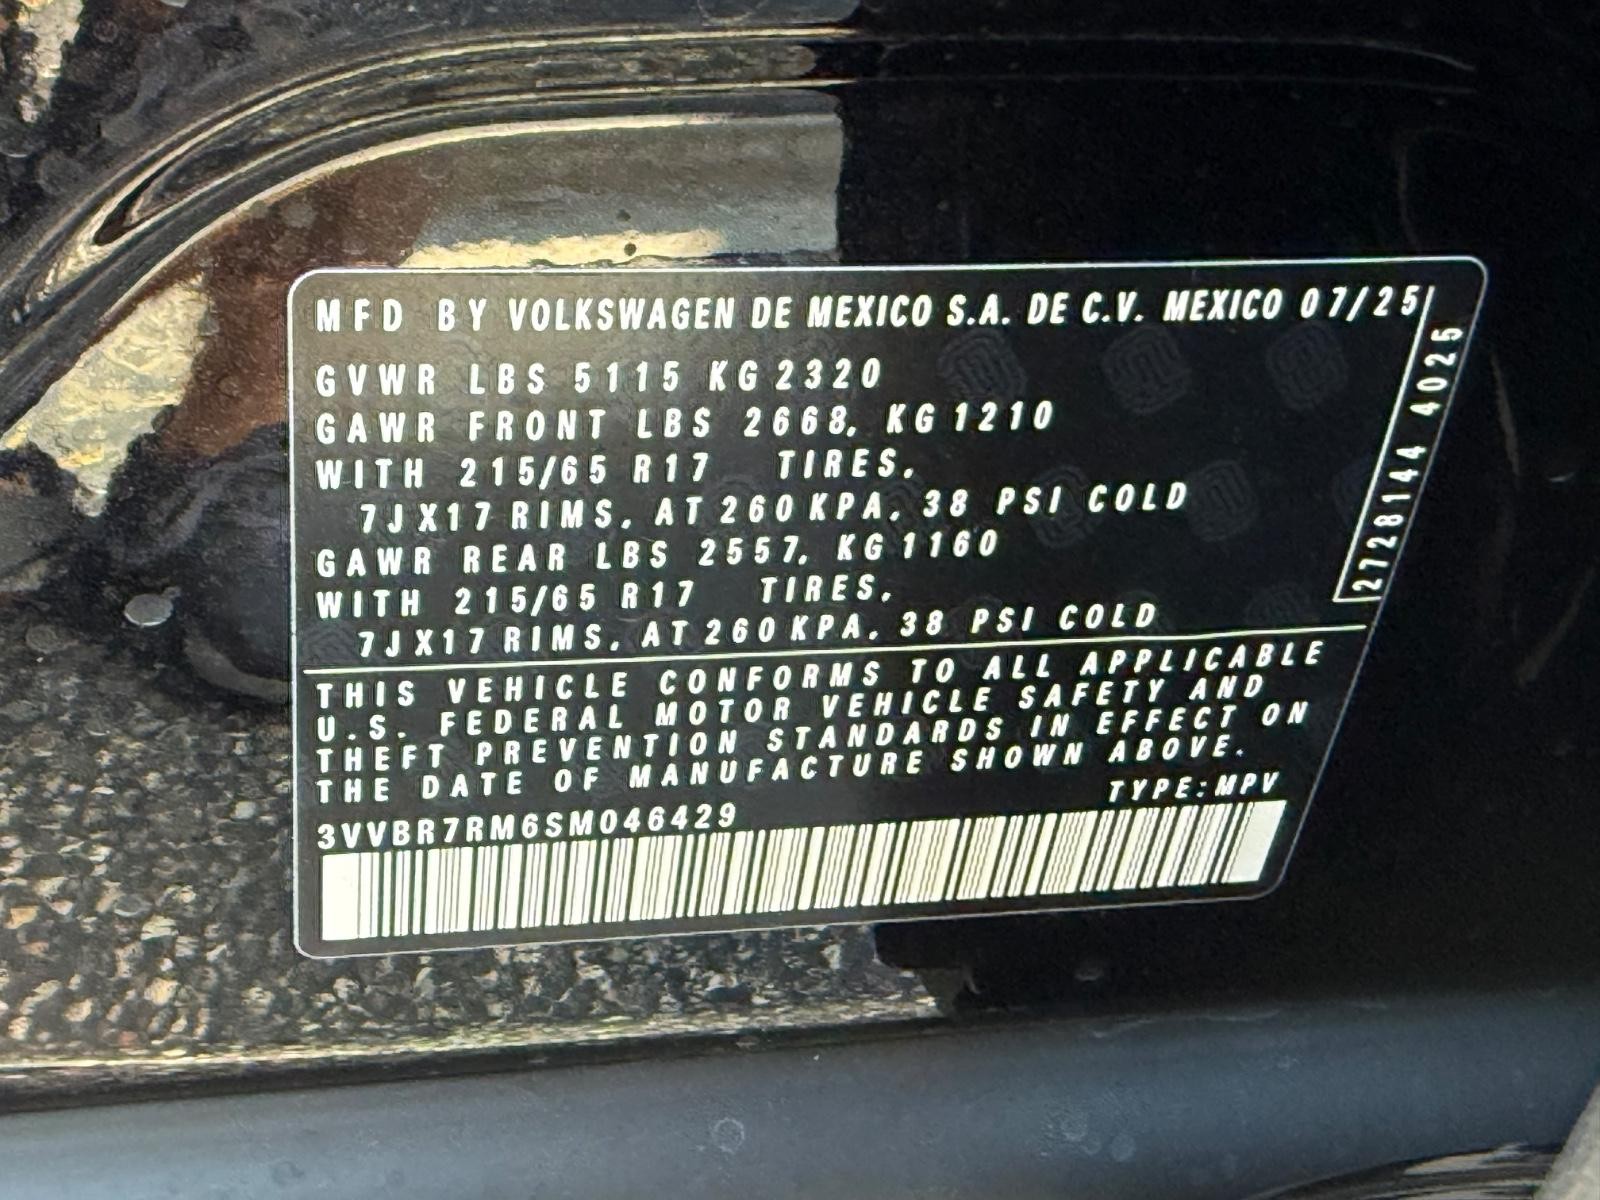 MFD BY VOLKSWAGEN DE MEXICO S.A. DE C.V. MEXICO 07/25
GVWR LBS 5115 KG 2320
GAWR FRONT LBS 2668, KG 1210
WITH 215/65 R17 TIRES,
7JX17 RIMS, AT 260 KPA, 38 PSI COLD
GAWR REAR LBS 2557, KG 1160
WITH 215/65 R17 TIRES,
7JX17 RIMS, AT 260 KPA, 38 PSI COLD
2728144 4025
THIS VEHICLE CONFORMS TO ALL APPLICABLE
U.S. FEDERAL MOTOR VEHICLE SAFETY AND
THEFT PREVENTION STANDARDS IN EFFECT ON
THE DATE OF MANUFACTURE SHOWN ABOVE.
TYPE:MPV
3VVBR7RM6SM046429